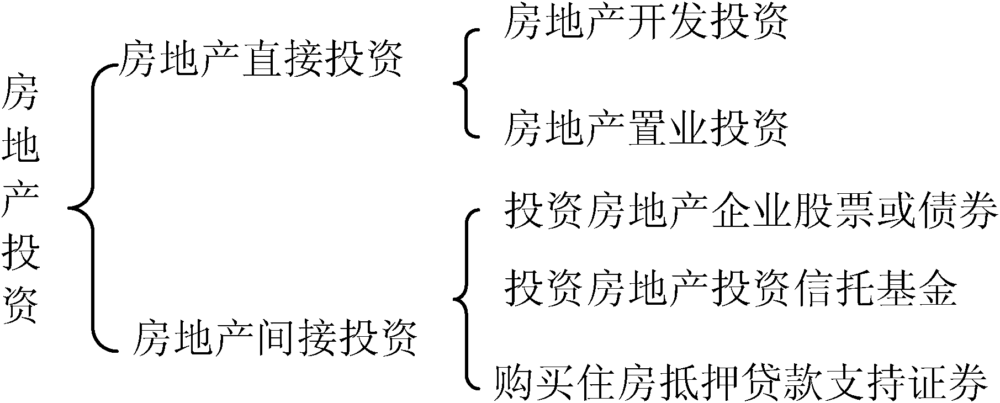 房地产投资
房地产直接投资
房地产开发投资
房地产置业投资
房地产间接投资
投资房地产企业股票或债券
投资房地产投资信托基金
购买住房抵押贷款支持证券